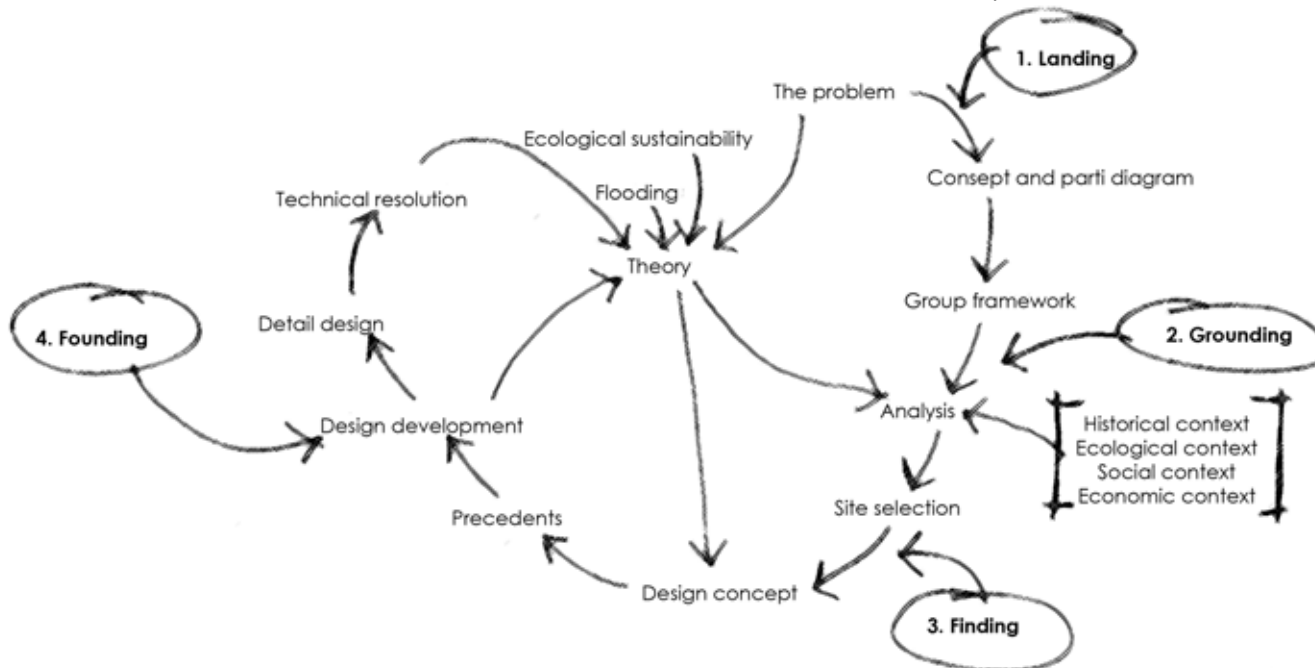 1. Landing
The problem
Ecological sustainability
Consept and parti diagram
Flooding
Technical resolution
Theory
Group framework
Detail design
4. Founding
2. Grounding
Analysis
Historical context
Ecological context
Social context
Economic context
Design development
Site selection
Precedents
Design concept
3. Finding